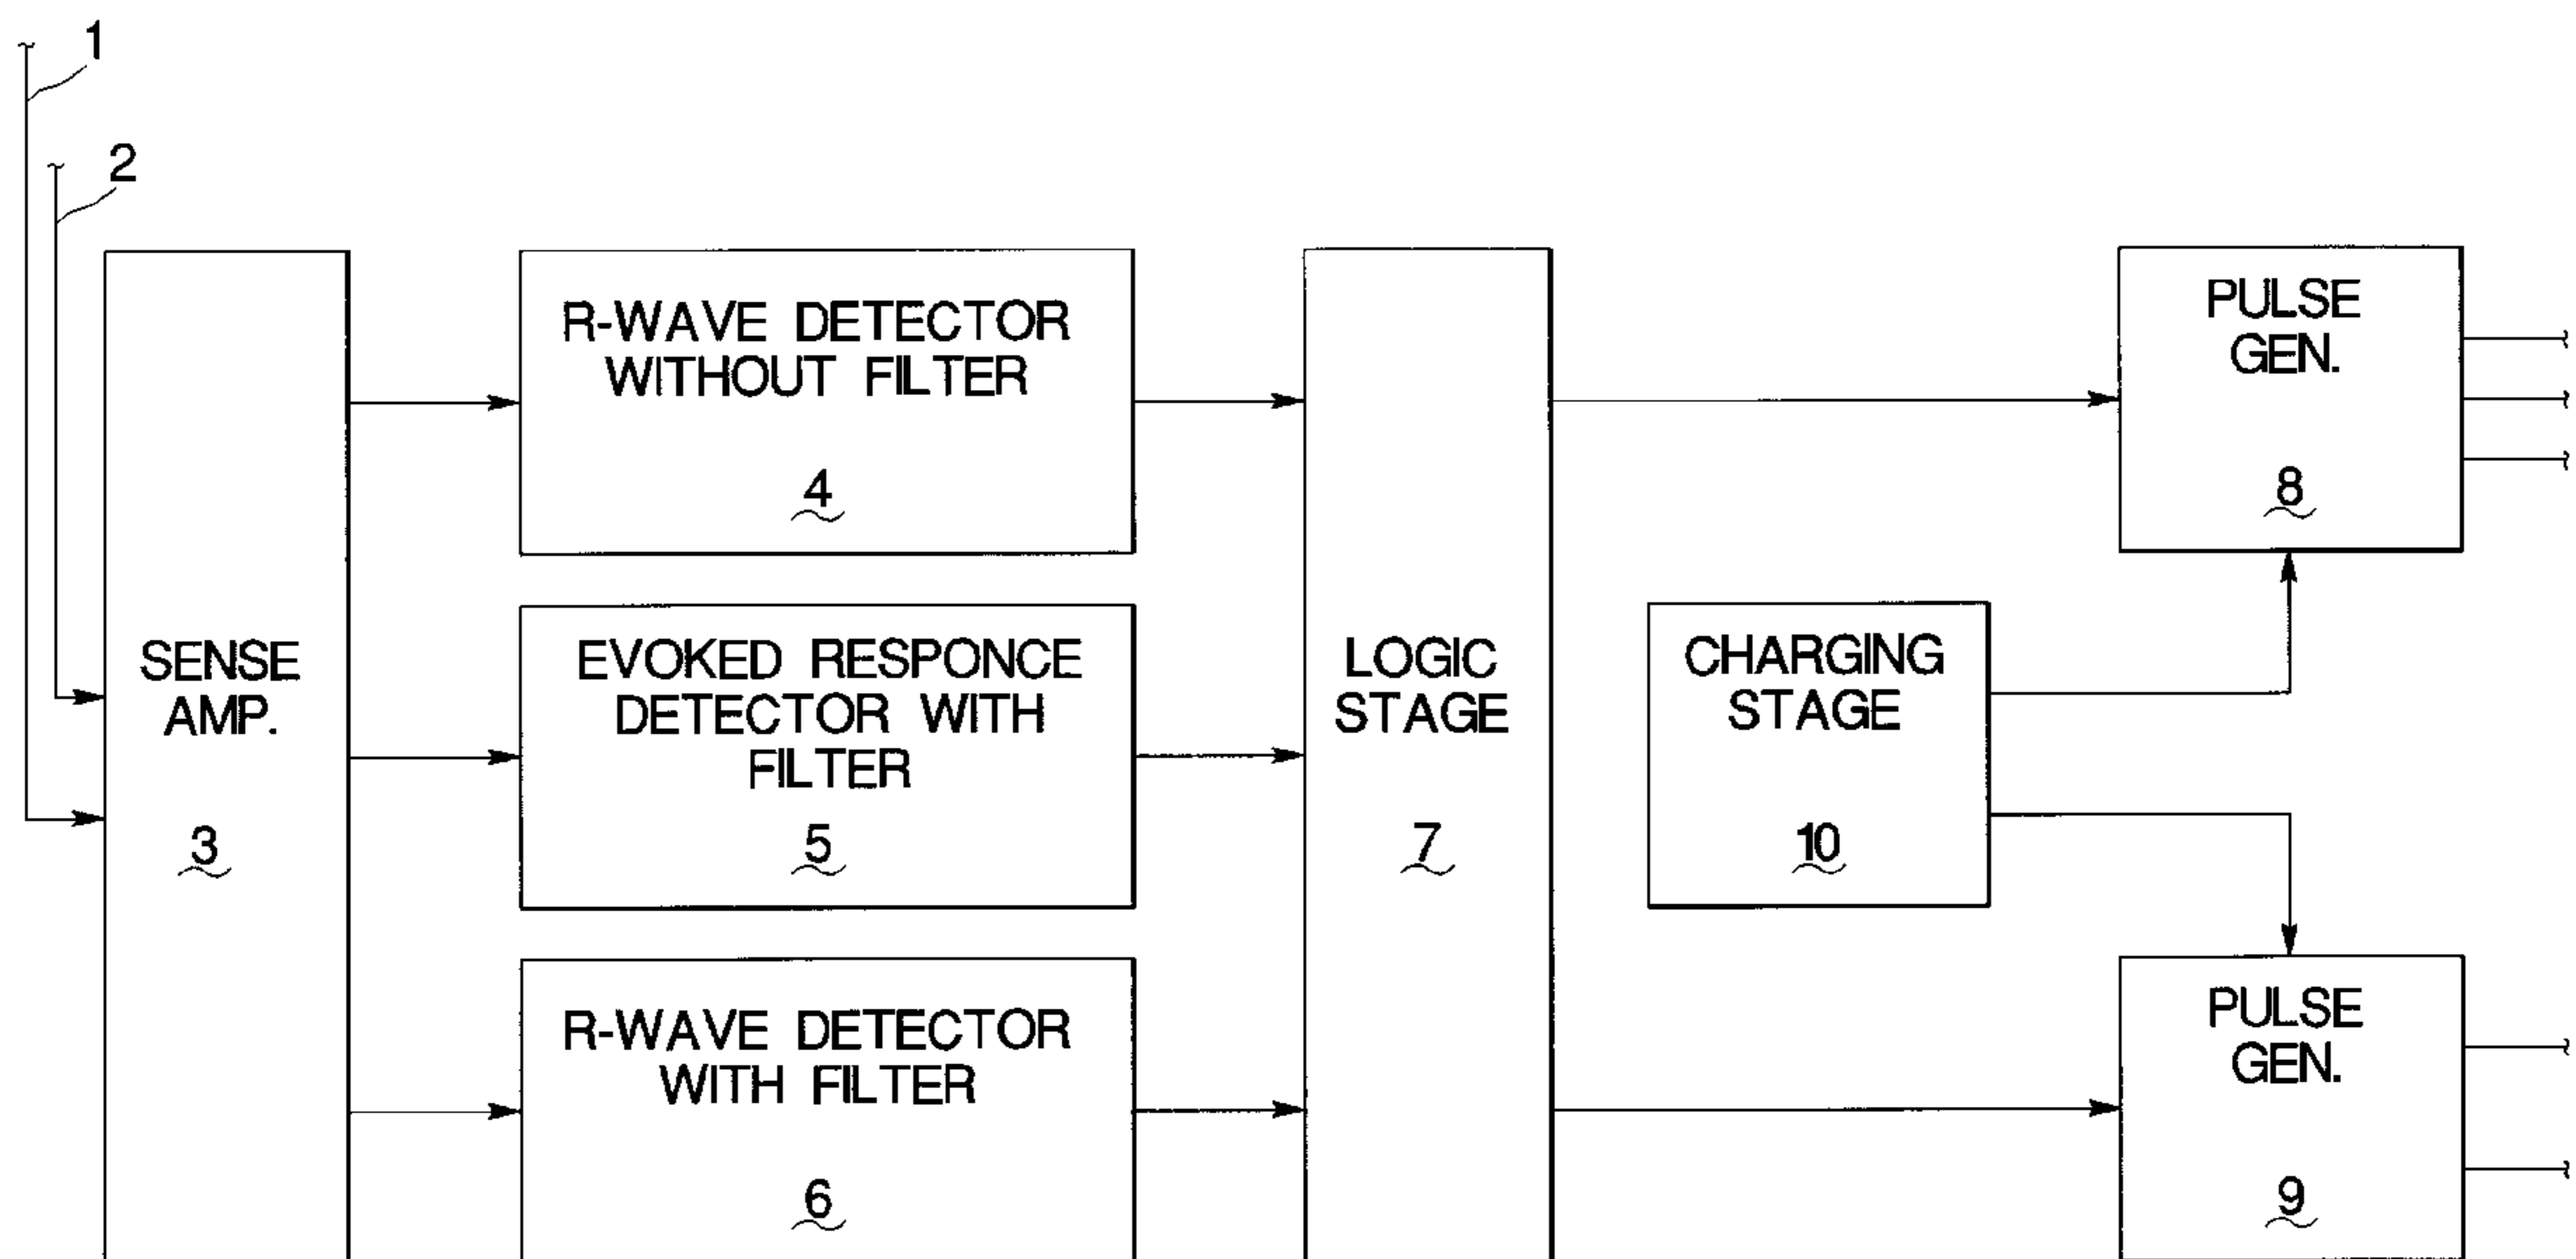 1
2
SENSE
AMP.
3
R-WAVE DETECTOR
WITHOUT FILTER
4
EVOKED RESPONCE
DETECTOR WITH
FILTER
5
R-WAVE DETECTOR
WITH FILTER
6
LOGIC
STAGE
7
CHARGING
STAGE
10
PULSE
GEN.
8
PULSE
GEN.
9